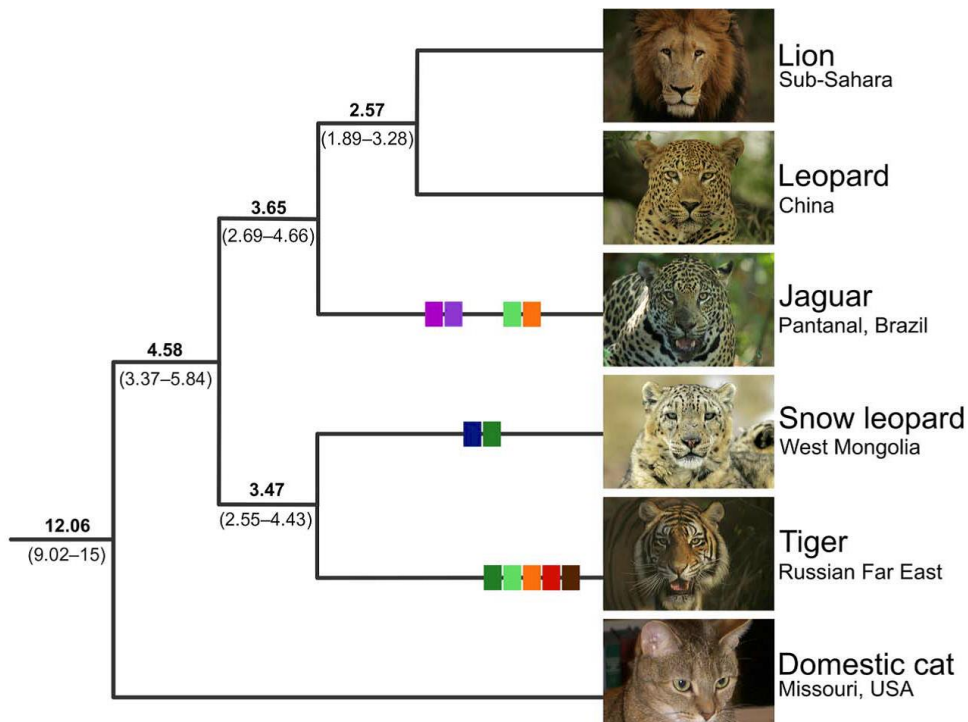 Lion
Sub-Sahara
2.57
(1.89–3.28)
Leopard
China
3.65
(2.69–4.66)
Jaguar
Pantanal, Brazil
4.58
(3.37–5.84)
Snow leopard
West Mongolia
3.47
(2.55–4.43)
12.06
(9.02–15)
Tiger
Russian Far East
Domestic cat
Missouri, USA